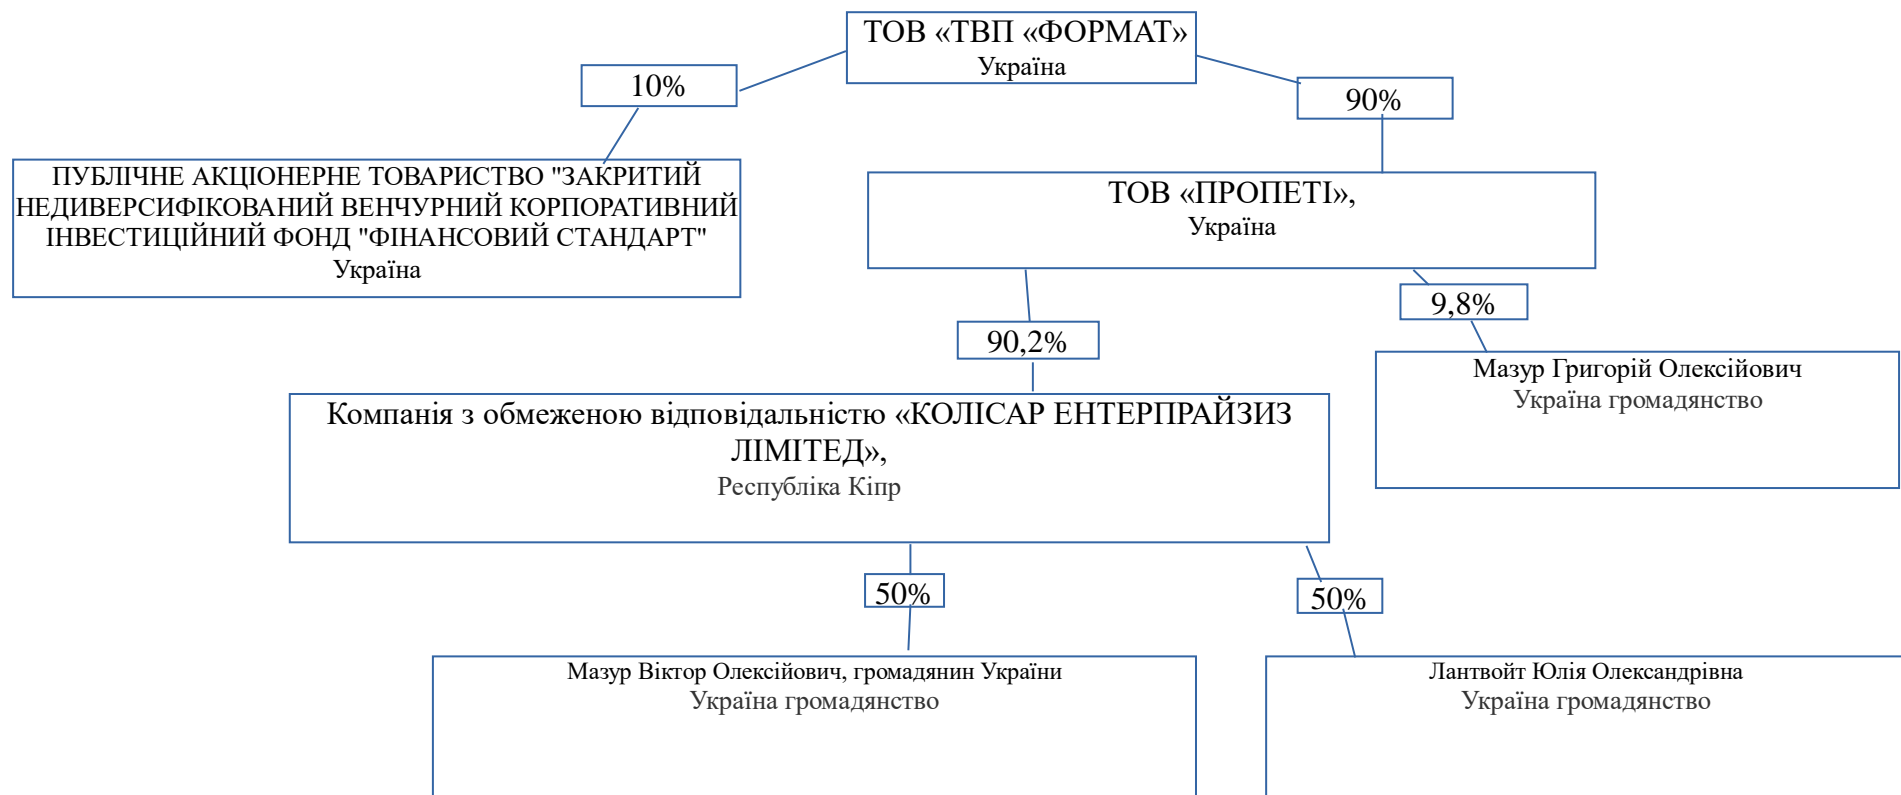 ТОВ «ТВП «ФОРМАТ»
Україна
10%
90%
ПУБЛІЧНЕ АКЦІОНЕРНЕ ТОВАРИСТВО "ЗАКРИТИЙ
НЕДИВЕРСИФІКОВАНИЙ ВЕНЧУРНИЙ КОРПОРАТИВНИЙ
ІНВЕСТИЦІЙНИЙ ФОНД "ФІНАНСОВИЙ СТАНДАРТ"
Україна
ТОВ «ПРОПЕТІ»,
Україна
90,2%
9,8%
Мазур Григорій Олексійович
Україна громадянство
Компанія з обмеженою відповідальністю «КОЛІСАР ЕНТЕРПРАЙЗИЗ
ЛІМІТЕД»,
Республіка Кіпр
50%
50%
Мазур Віктор Олексійович, громадянин України
Україна громадянство
Лантвойт Юлія Олександрівна
Україна громадянство